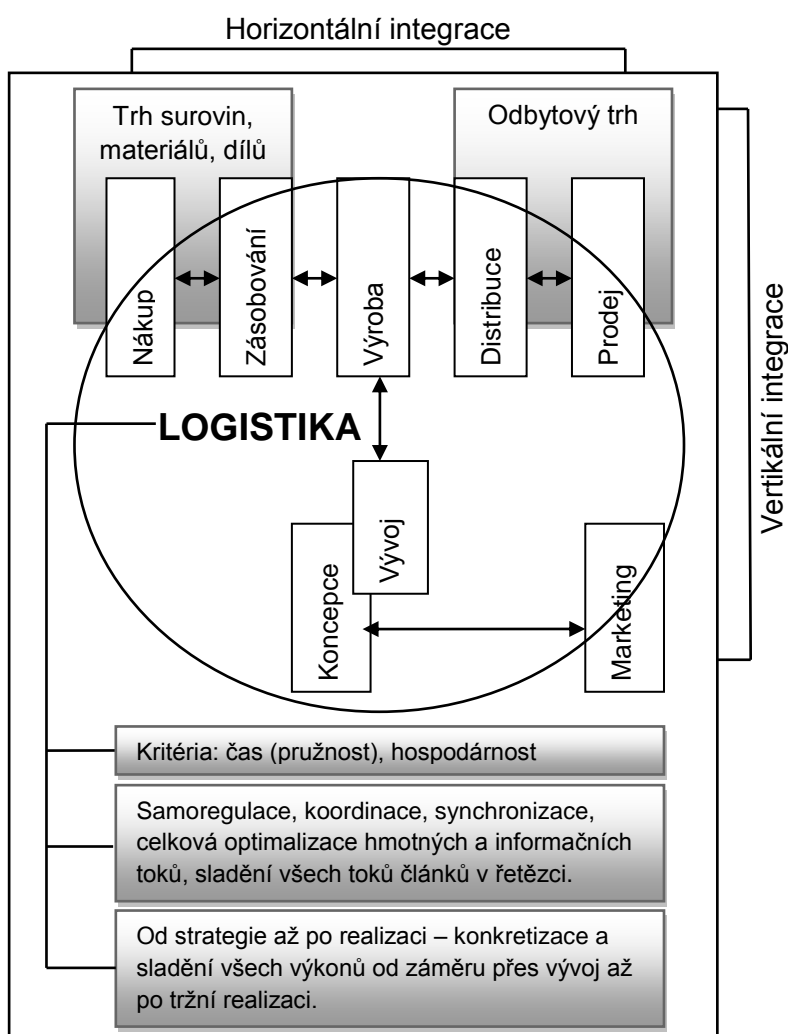 Horizontální integrace
Trh surovin,
materiálů, dílů
Odbytový trh
Nákup
Zásobování
Výroba
Distribuce
Prodej
Vertikální integrace
LOGISTIKA
Vývoj
Koncepce
Marketing
Kritéria: čas (pružnost), hospodárnost
Samoregulace, koordinace, synchronizace,
celková optimalizace hmotných a informačních
toků, sladění všech toků článků v řetězci.
Od strategie až po realizaci – konkretizace a
sladění všech výkonů od záměru přes vývoj až
po tržní realizaci.